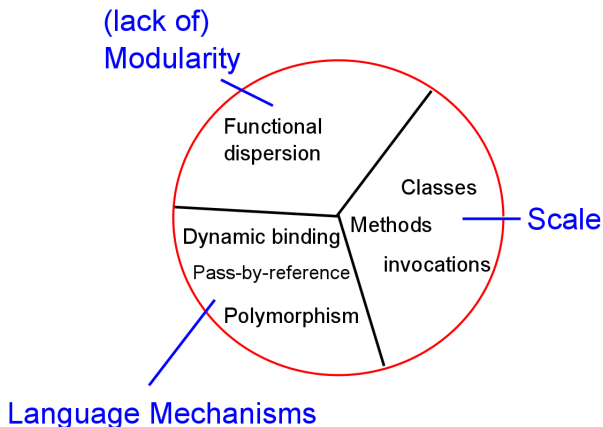 (lack of)
Modularity
Functional
dispersion
Classes
Methods
Scale
invocations
Dynamic binding
Pass-by-reference
Polymorphism
Language Mechanisms